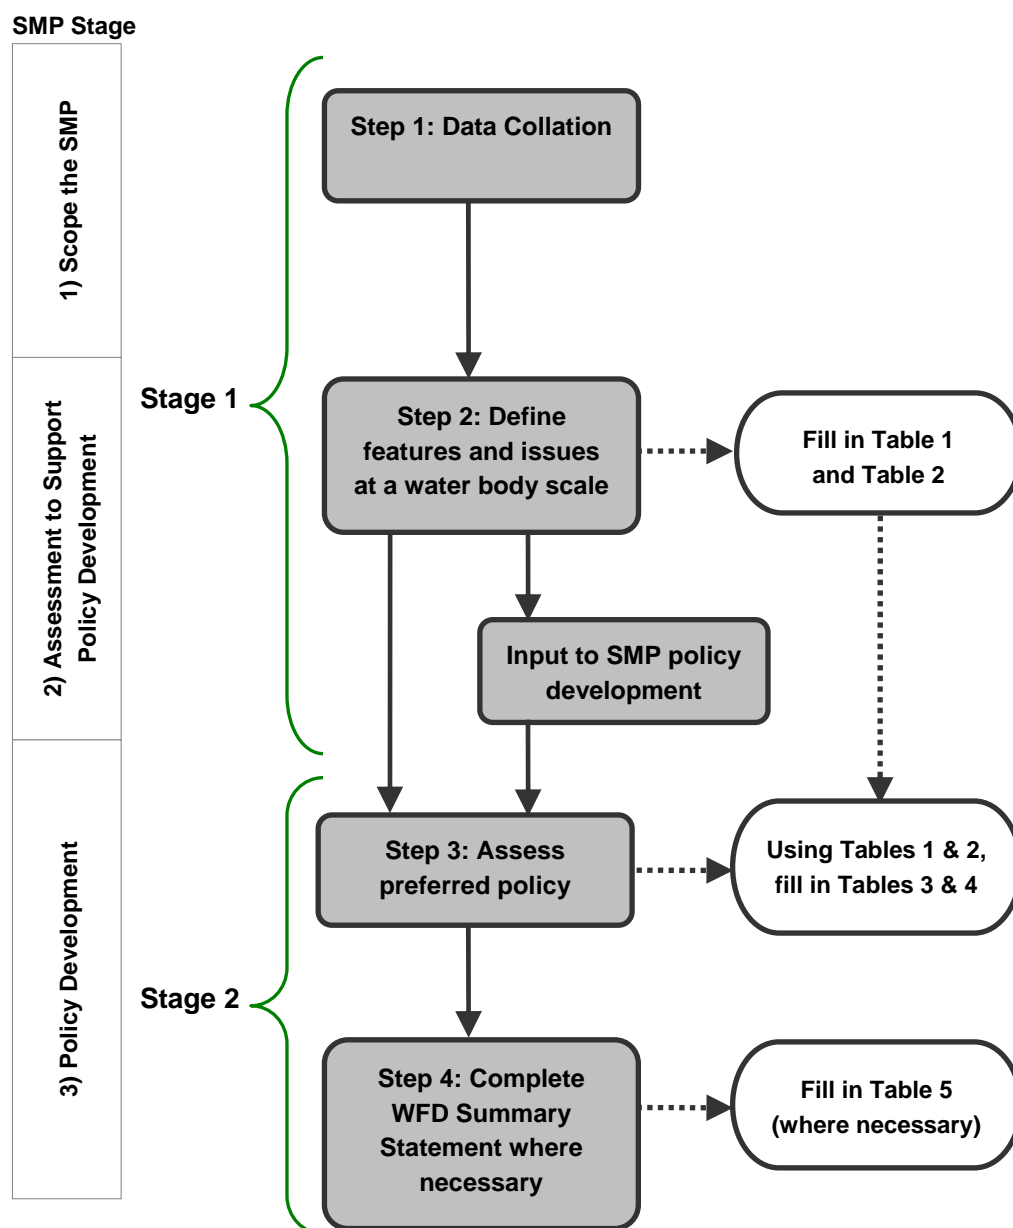 SMP Stage
1) Scope the SMP
2) Assessment to Support
Policy Development
3) Policy Development
Stage 1
Step 1: Data Collation
Step 2: Define
features and issues
at a water body scale
Fill in Table 1
and Table 2
Input to SMP policy
development
Stage 2
Step 3: Assess
preferred policy
Using Tables 1 & 2,
fill in Tables 3 & 4
Step 4: Complete
WFD Summary
Statement where
necessary
Fill in Table 5
(where necessary)